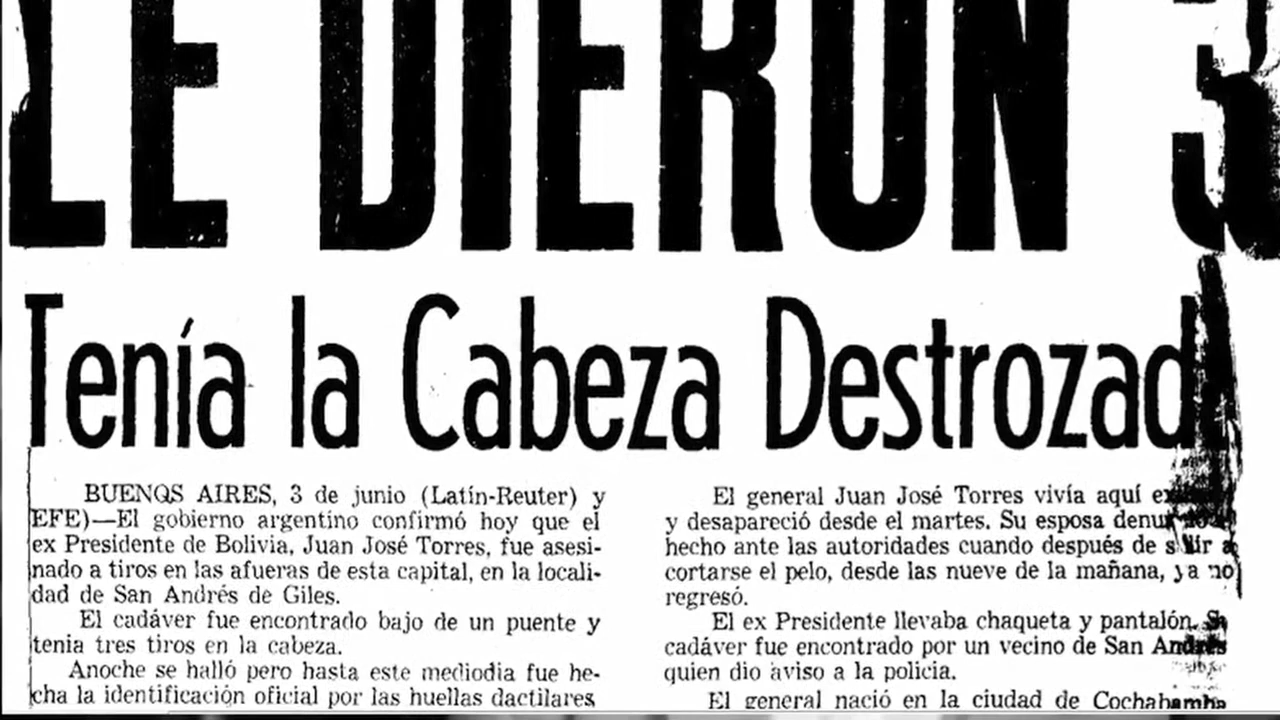 LE DIERON 3
Tenía la Cabeza Destrozad
BUENOS AIRES, 3 de junio (Latín-Reuter) y
EFE)—El gobierno argentino confirmó hoy que el
ex Presidente de Bolivia, Juan José Torres, fue asesi-
nado a tiros en las afueras de esta capital, en la locali-
dad de San Andrés de Giles.
El cadáver fue encontrado bajo de un puente y
tenia tres tiros en la cabeza.
Anoche se halló pero hasta este mediodia fue he-
cha la identificación oficial por las huellas dactilares
El general Juan José Torres vivía aquí
y desapareció desde el martes. Su esposa
hecho ante las autoridades cuando después de
cortarse el pelo, desde las nueve de la mañana, ya no
regresó.
El ex Presidente llevaba chaqueta y pantalón. Su
cadáver fue encontrado por un vecino de San Andrés
quien dio aviso a la policia.
El general nació en la ciudad de Cochabamba